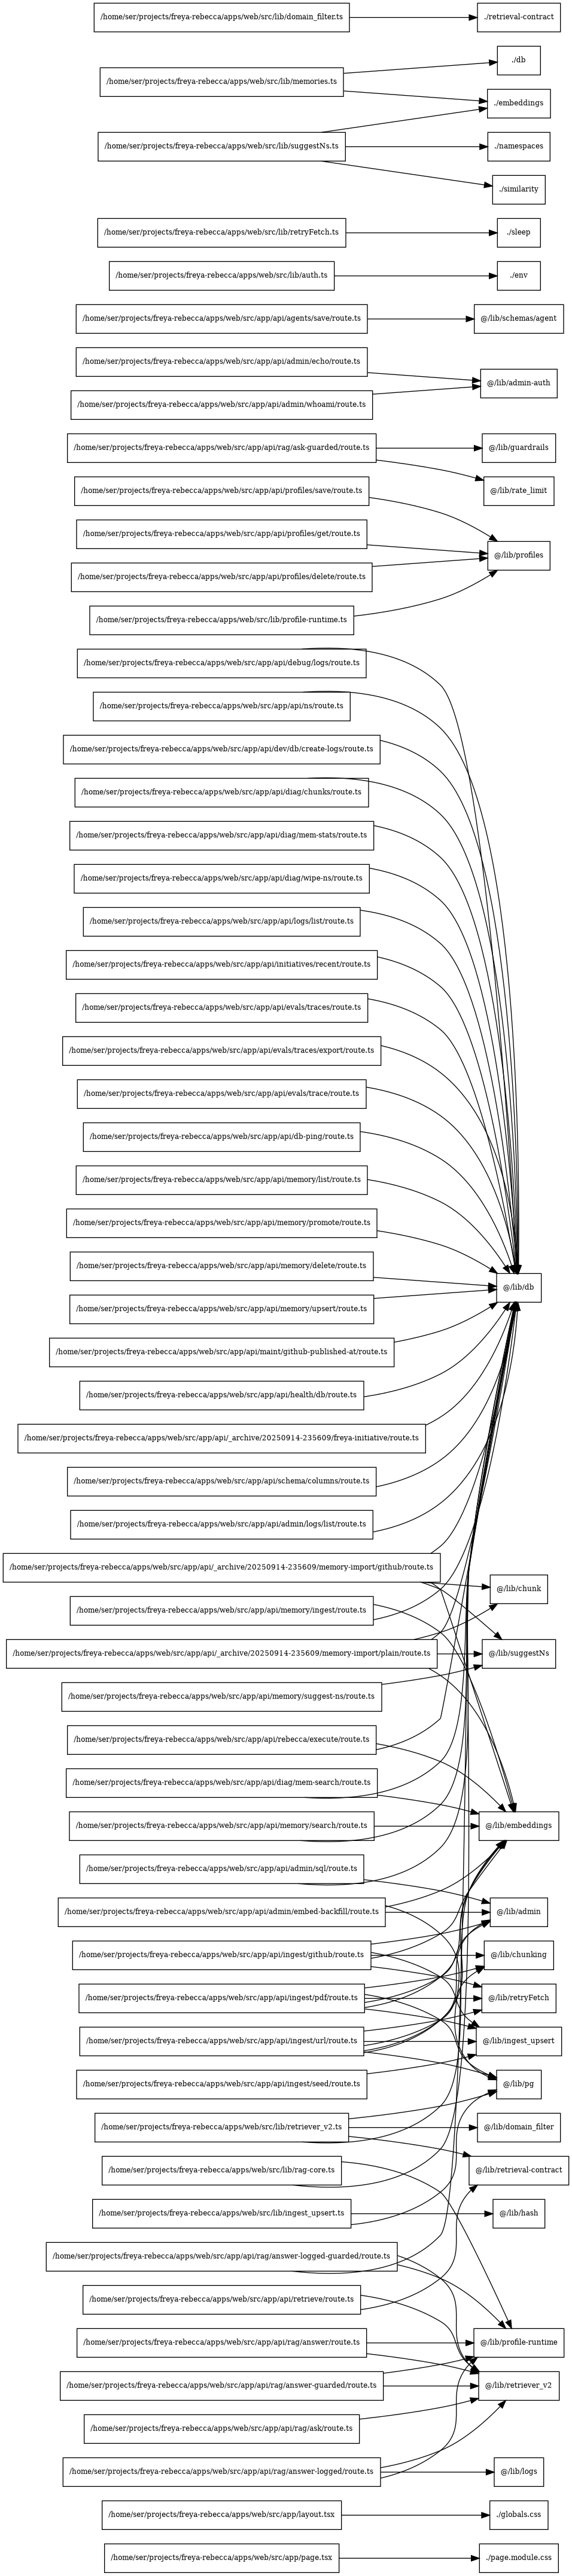 /home/ser/projects/freya-rebecca/apps/web/src/lib/domain_filter.ts
./retrieval-contract
./db
/home/ser/projects/freya-rebecca/apps/web/src/lib/memories.ts
./embeddings
/home/ser/projects/freya-rebecca/apps/web/src/lib/suggestNs.ts
./namespaces
./similarity
/home/ser/projects/freya-rebecca/apps/web/src/lib/retryFetch.ts
./sleep
/home/ser/projects/freya-rebecca/apps/web/src/lib/auth.ts
./env
/home/ser/projects/freya-rebecca/apps/web/src/app/api/agents/save/route.ts
@/lib/schemas/agent
/home/ser/projects/freya-rebecca/apps/web/src/app/api/admin/echo/route.ts
@/lib/admin-auth
/home/ser/projects/freya-rebecca/apps/web/src/app/api/admin/whoami/route.ts
/home/ser/projects/freya-rebecca/apps/web/src/app/api/rag/ask-guarded/route.ts
@/lib/guardrails
/home/ser/projects/freya-rebecca/apps/web/src/app/api/profiles/save/route.ts
@/lib/rate_limit
/home/ser/projects/freya-rebecca/apps/web/src/app/api/profiles/get/route.ts
@/lib/profiles
/home/ser/projects/freya-rebecca/apps/web/src/app/api/profiles/delete/route.ts
/home/ser/projects/freya-rebecca/apps/web/src/lib/profile-runtime.ts
/home/ser/projects/freya-rebecca/apps/web/src/app/api/debug/logs/route.ts
/home/ser/projects/freya-rebecca/apps/web/src/app/api/ns/route.ts
/home/ser/projects/freya-rebecca/apps/web/src/app/api/dev/db/create-logs/route.ts
/home/ser/projects/freya-rebecca/apps/web/src/app/api/diag/chunks/route.ts
/home/ser/projects/freya-rebecca/apps/web/src/app/api/diag/mem-stats/route.ts
/home/ser/projects/freya-rebecca/apps/web/src/app/api/diag/wipe-ns/route.ts
/home/ser/projects/freya-rebecca/apps/web/src/app/api/logs/list/route.ts
/home/ser/projects/freya-rebecca/apps/web/src/app/api/initiatives/recent/route.ts
/home/ser/projects/freya-rebecca/apps/web/src/app/api/evals/traces/route.ts
/home/ser/projects/freya-rebecca/apps/web/src/app/api/evals/traces/export/route.ts
/home/ser/projects/freya-rebecca/apps/web/src/app/api/evals/trace/route.ts
/home/ser/projects/freya-rebecca/apps/web/src/app/api/db-ping/route.ts
/home/ser/projects/freya-rebecca/apps/web/src/app/api/memory/list/route.ts
/home/ser/projects/freya-rebecca/apps/web/src/app/api/memory/promote/route.ts
/home/ser/projects/freya-rebecca/apps/web/src/app/api/memory/delete/route.ts
@/lib/db
/home/ser/projects/freya-rebecca/apps/web/src/app/api/memory/upsert/route.ts
/home/ser/projects/freya-rebecca/apps/web/src/app/api/maint/github-published-at/route.ts
/home/ser/projects/freya-rebecca/apps/web/src/app/api/health/db/route.ts
/home/ser/projects/freya-rebecca/apps/web/src/app/api/_archive/20250914-235609/freya-initiative/route.ts
/home/ser/projects/freya-rebecca/apps/web/src/app/api/schema/columns/route.ts
/home/ser/projects/freya-rebecca/apps/web/src/app/api/admin/logs/list/route.ts
/home/ser/projects/freya-rebecca/apps/web/src/app/api/_archive/20250914-235609/memory-import/github/route.ts
@/lib/chunk
/home/ser/projects/freya-rebecca/apps/web/src/app/api/memory/ingest/route.ts
/home/ser/projects/freya-rebecca/apps/web/src/app/api/_archive/20250914-235609/memory-import/plain/route.ts
@/lib/suggestNs
/home/ser/projects/freya-rebecca/apps/web/src/app/api/memory/suggest-ns/route.ts
/home/ser/projects/freya-rebecca/apps/web/src/app/api/rebecca/execute/route.ts
/home/ser/projects/freya-rebecca/apps/web/src/app/api/diag/mem-search/route.ts
/home/ser/projects/freya-rebecca/apps/web/src/app/api/memory/search/route.ts
@/lib/embeddings
/home/ser/projects/freya-rebecca/apps/web/src/app/api/admin/sql/route.ts
/home/ser/projects/freya-rebecca/apps/web/src/app/api/admin/embed-backfill/route.ts
@/lib/admin
/home/ser/projects/freya-rebecca/apps/web/src/app/api/ingest/github/route.ts
@/lib/chunking
/home/ser/projects/freya-rebecca/apps/web/src/app/api/ingest/pdf/route.ts
@/lib/retryFetch
/home/ser/projects/freya-rebecca/apps/web/src/app/api/ingest/url/route.ts
@/lib/ingest_upsert
/home/ser/projects/freya-rebecca/apps/web/src/app/api/ingest/seed/route.ts
@/lib/pg
/home/ser/projects/freya-rebecca/apps/web/src/lib/retriever_v2.ts
@/lib/domain_filter
/home/ser/projects/freya-rebecca/apps/web/src/lib/rag-core.ts
@/lib/retrieval-contract
/home/ser/projects/freya-rebecca/apps/web/src/lib/ingest_upsert.ts
@/lib/hash
/home/ser/projects/freya-rebecca/apps/web/src/app/api/rag/answer-logged-guarded/route.ts
/home/ser/projects/freya-rebecca/apps/web/src/app/api/retrieve/route.ts
/home/ser/projects/freya-rebecca/apps/web/src/app/api/rag/answer/route.ts
@/lib/profile-runtime
/home/ser/projects/freya-rebecca/apps/web/src/app/api/rag/answer-guarded/route.ts
@/lib/retriever_v2
/home/ser/projects/freya-rebecca/apps/web/src/app/api/rag/ask/route.ts
/home/ser/projects/freya-rebecca/apps/web/src/app/api/rag/answer-logged/route.ts
@/lib/logs
/home/ser/projects/freya-rebecca/apps/web/src/app/layout.tsx
./globals.css
/home/ser/projects/freya-rebecca/apps/web/src/app/page.tsx
./page.module.css